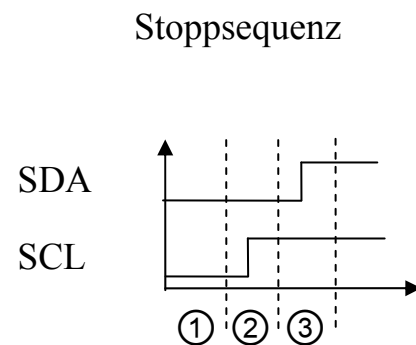 Stoppsequenz
SDA
SCL
① ② ③